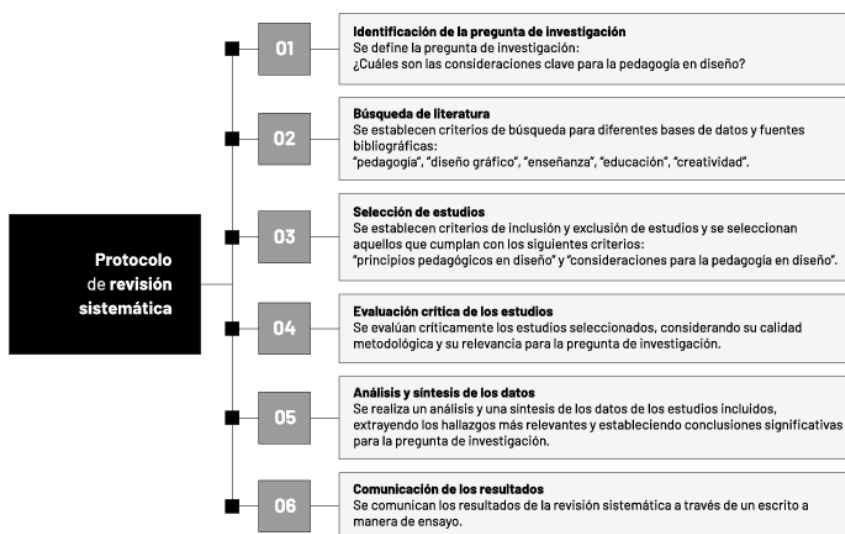 Protocolo
de revisión
sistemática
01
Identificación de la pregunta de investigación
Se define la pregunta de investigación:
¿Cuáles son las consideraciones clave para la pedagogía en diseño?
02
Búsqueda de literatura
Se establecen criterios de búsqueda para diferentes bases de datos y fuentes
bibliográficas:
"pedagogía", "diseño gráfico", "enseñanza", "educación", "creatividad".
03
Selección de estudios
Se establecen criterios de inclusión y exclusión de estudios y se seleccionan
aquellos que cumplan con los siguientes criterios:
"principios pedagógicos en diseño" y "consideraciones para la pedagogía en diseño".
04
Evaluación crítica de los estudios
Se evalúan críticamente los estudios seleccionados, considerando su calidad
metodológica y su relevancia para la pregunta de investigación.
05
Análisis y síntesis de los datos
Se realiza un análisis y una síntesis de los datos de los estudios incluidos,
extrayendo los hallazgos más relevantes y estableciendo conclusiones significativas
para la pregunta de investigación.
06
Comunicación de los resultados
Se comunican los resultados de la revisión sistemática a través de un escrito a
manera de ensayo.